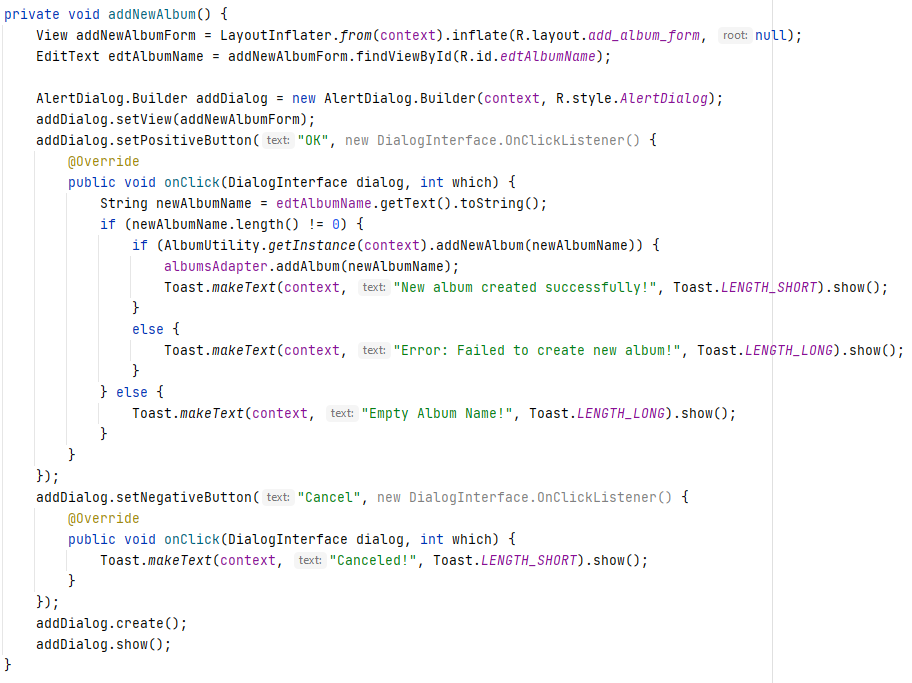 private void addNewAlbum() {
    View addNewAlbumForm = LayoutInflater.from(context).inflate(R.layout.add_album_form, root: null);
    EditText edtAlbumName = addNewAlbumForm.findViewById(R.id.edtAlbumName);

    AlertDialog.Builder addDialog = new AlertDialog.Builder(context, R.style.AlertDialog);
    addDialog.setView(addNewAlbumForm);
    addDialog.setPositiveButton( text: "OK", new DialogInterface.OnClickListener() {
        @Override
        public void onClick(DialogInterface dialog, int which) {
            String newAlbumName = edtAlbumName.getText().toString();
            if (newAlbumName.length() != 0) {
                if (AlbumUtility.getInstance(context).addNewAlbum(newAlbumName)) {
                    albumsAdapter.addAlbum(newAlbumName);
                    Toast.makeText(context, text: "New album created successfully!", Toast.LENGTH_SHORT).show();
                }
                else {
                    Toast.makeText(context, text: "Error: Failed to create new album!", Toast.LENGTH_LONG).show();
                }
            } else {
                Toast.makeText(context, text: "Empty Album Name!", Toast.LENGTH_LONG).show();
            }
        }
    });
    addDialog.setNegativeButton( text: "Cancel", new DialogInterface.OnClickListener() {
        @Override
        public void onClick(DialogInterface dialog, int which) {
            Toast.makeText(context, text: "Canceled!", Toast.LENGTH_SHORT).show();
        }
    });
    addDialog.create();
    addDialog.show();
}